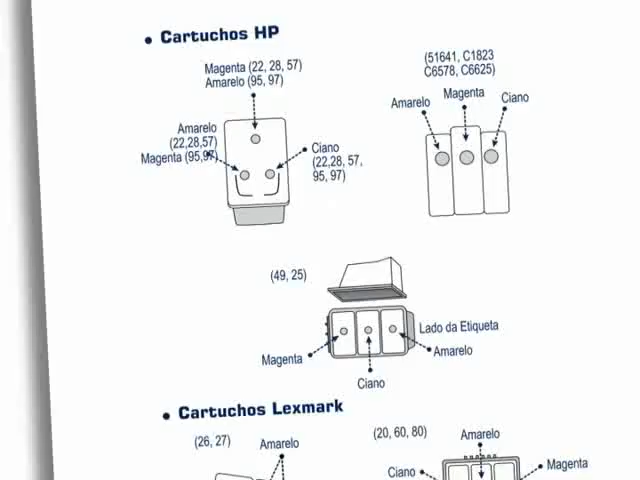 • Cartuchos HP
Magenta (22, 28, 57)
Amarelo (95, 97)
Amarelo
(22,28,57)
Magenta (95,97)
Ciano
(22,28, 57,
95, 97)
(51641, C1823
C6578, C6625)
Amarelo
Magenta
Ciano
(49, 25)
Lado da Etiqueta
Magenta
Amarelo
Ciano
• Cartuchos Lexmark
(26, 27)
Amarelo
(20, 60, 80)
Amarelo
Ciano
Magenta